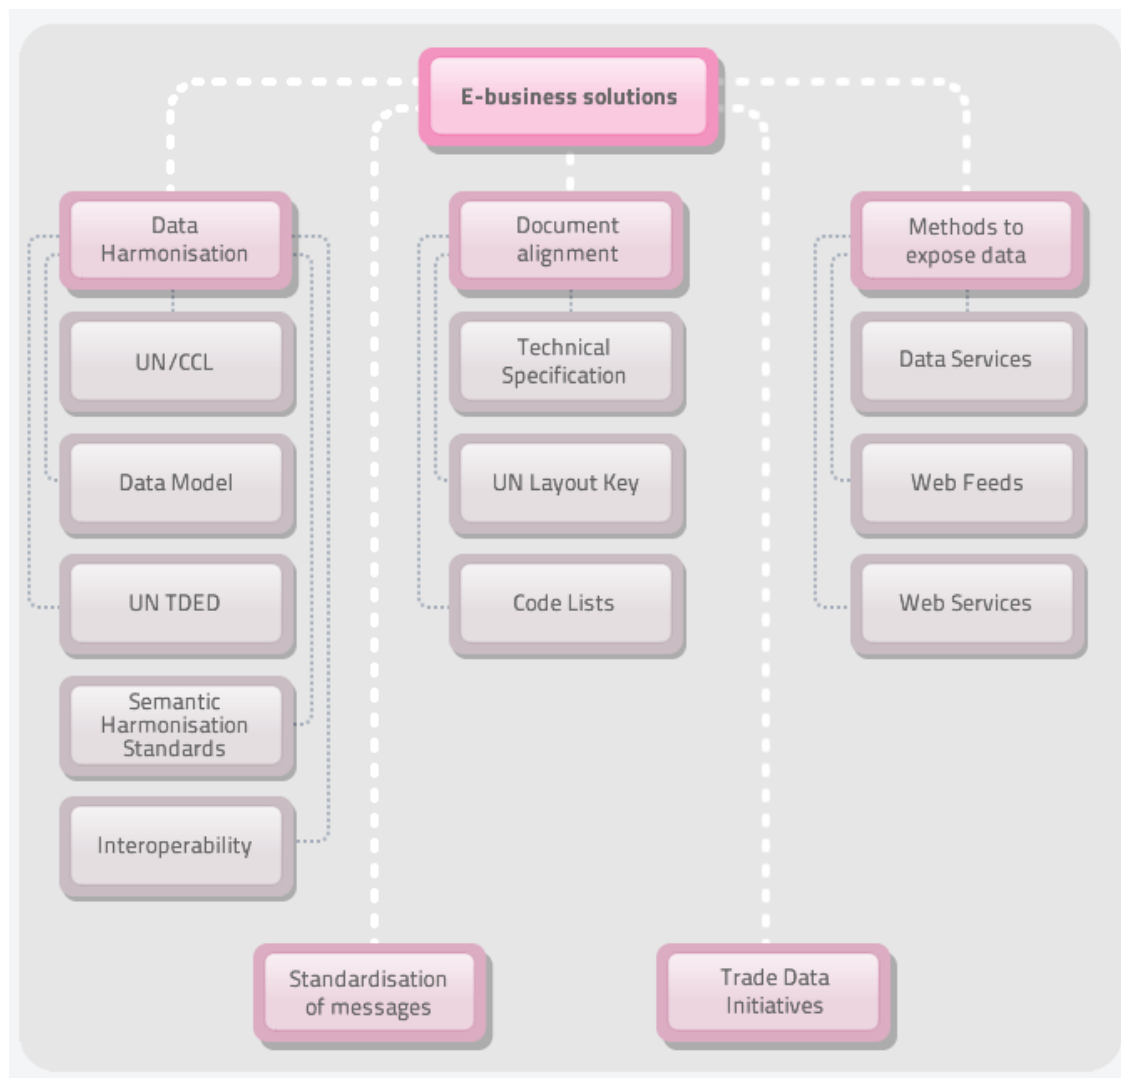 E-business solutions
Data
Harmonisation
UN/CCL
Data Model
UN TDED
Semantic
Harmonisation
Standards
Interoperability
Document
alignment
Technical
Specification
UN Layout Key
Code Lists
Methods to
expose data
Data Services
Web Feeds
Web Services
Standardisation
of messages
Trade Data
Initiatives